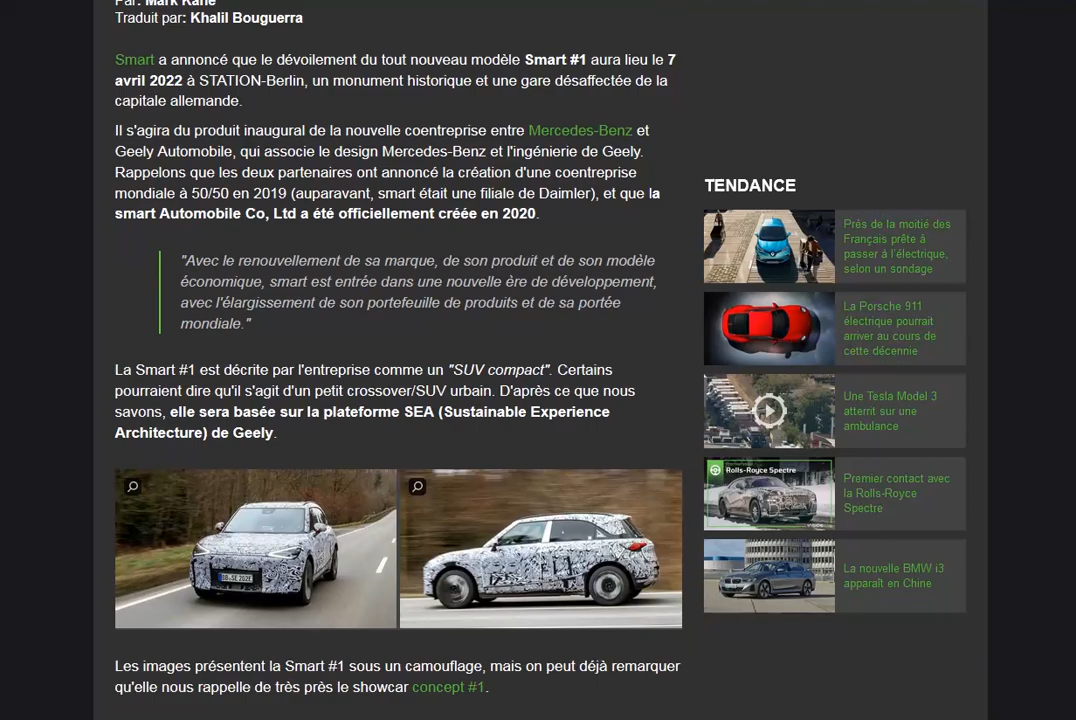 Par: Mark Kane
Traduit par: Khalil Bouguerra
Smart a annoncé que le dévoilement du tout nouveau modèle Smart #1 aura lieu le 7
avril 2022 à STATION-Berlin, un monument historique et une gare désaffectée de la
capitale allemande.
Il s'agira du produit inaugural de la nouvelle coentreprise entre Mercedes-Benz et
Geely Automobile, qui associe le design Mercedes-Benz et l'ingénierie de Geely.
Rappelons que les deux partenaires ont annoncé la création d'une coentreprise
mondiale à 50/50 en 2019 (auparavant, smart était une filiale de Daimler), et que la
smart Automobile Co, Ltd a été officiellement créée en 2020.
"Avec le renouvellement de sa marque, de son produit et de son modèle
économique, smart est entrée dans une nouvelle ère de développement,
avec l'élargissement de son portefeuille de produits et de sa portée
mondiale."
La Smart #1 est décrite par l'entreprise comme un "SUV compact". Certains
pourraient dire qu'il s'agit d'un petit crossover/SUV urbain. D'après ce que nous
savons, elle sera basée sur la plateforme SEA (Sustainable Experience
Architecture) de Geely.
BB·SE 202E
Les images présentent la Smart #1 sous un camouflage, mais on peut déjà remarquer
qu'elle nous rappelle de très près le showcar concept #1.
TENDANCE
Près de la moitié des
Français prête à
passer à l'électrique,
selon un sondage
La Porsche 911
électrique pourrait
arriver au cours de
cette décennie
Une Tesla Model 3
atterrit sur une
ambulance
Rolls-Royce Spectre
Premier contact avec
la Rolls-Royce
Spectre
La nouvelle BMW i3
apparaît en Chine